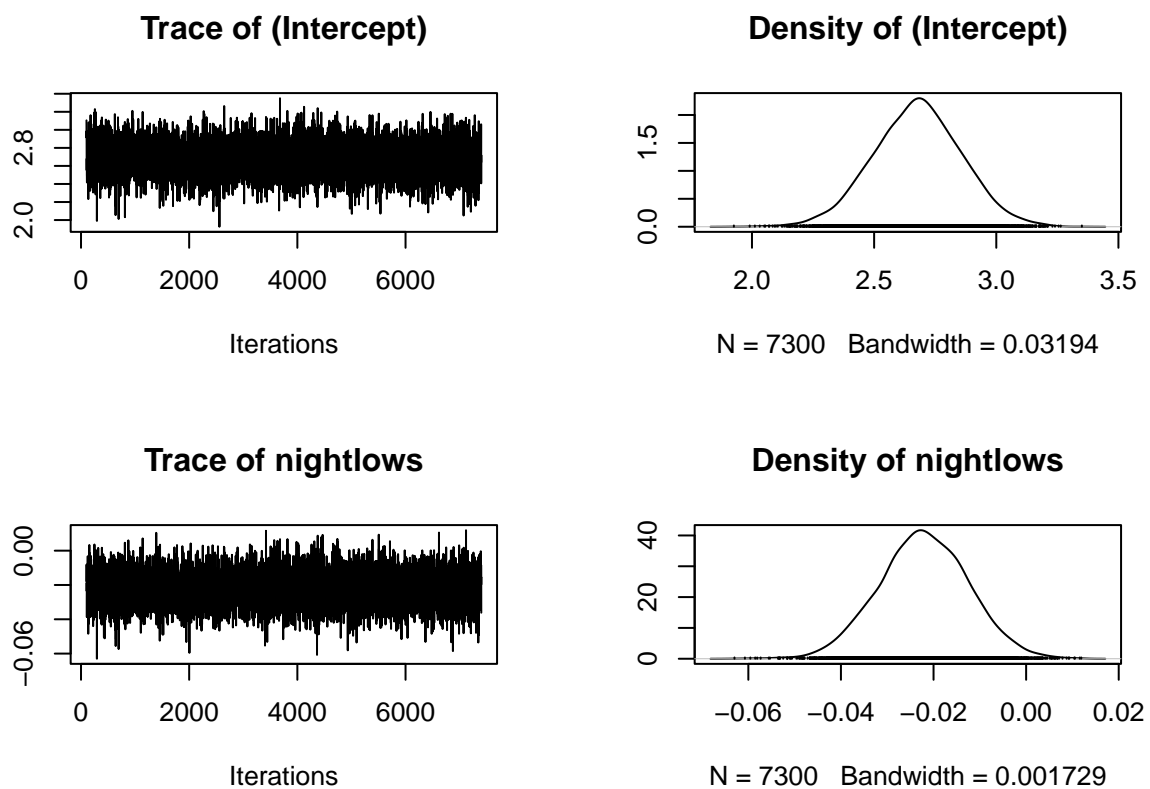 Trace of (Intercept)
2.0 2.8
0 2000 4000 6000
Iterations
Density of (Intercept)
0.0 1.5
2.0 2.5 3.0 3.5
N = 7300 Bandwidth = 0.03194
Trace of nightlows
−0.06 0.00
0 2000 4000 6000
Iterations
Density of nightlows
0 20 40
−0.06 −0.04 −0.02 0.00 0.02
N = 7300 Bandwidth = 0.001729